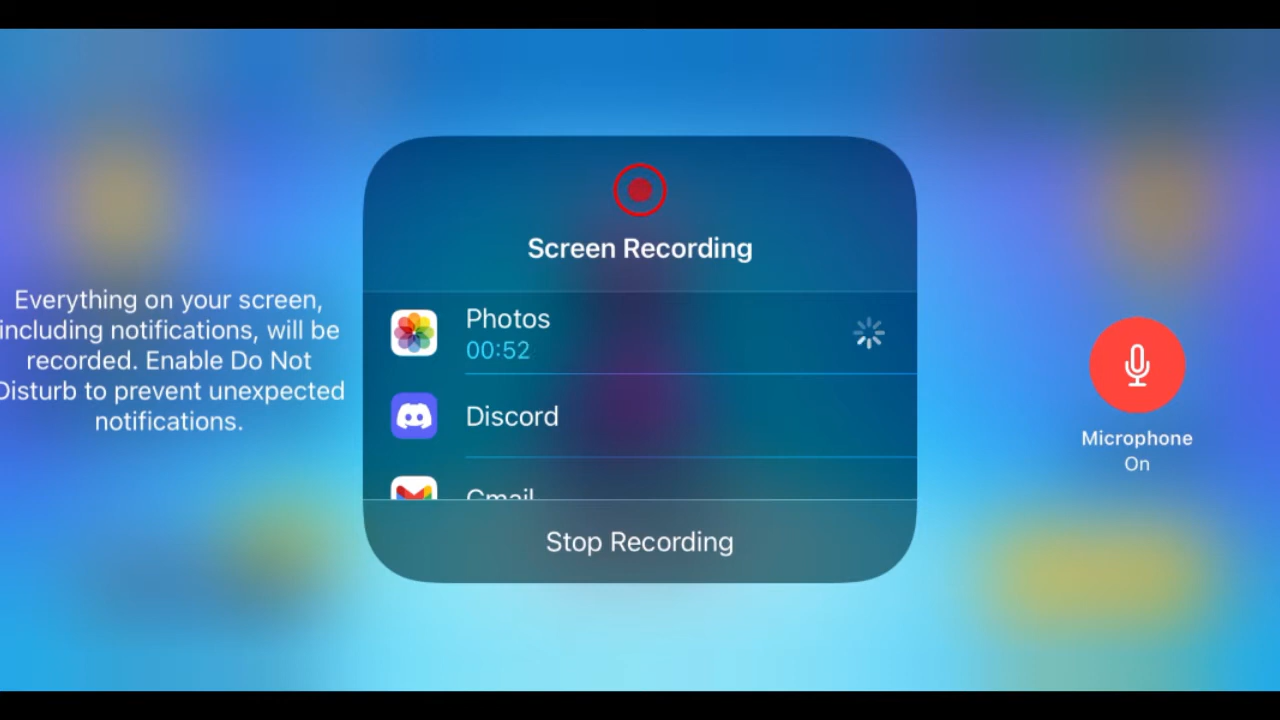 Screen Recording
Everything on your screen,
including notifications, will be
recorded. Enable Do Not
Disturb to prevent unexpected
notifications.
Photos
00:52
Discord
Gmail
Stop Recording
Microphone
On